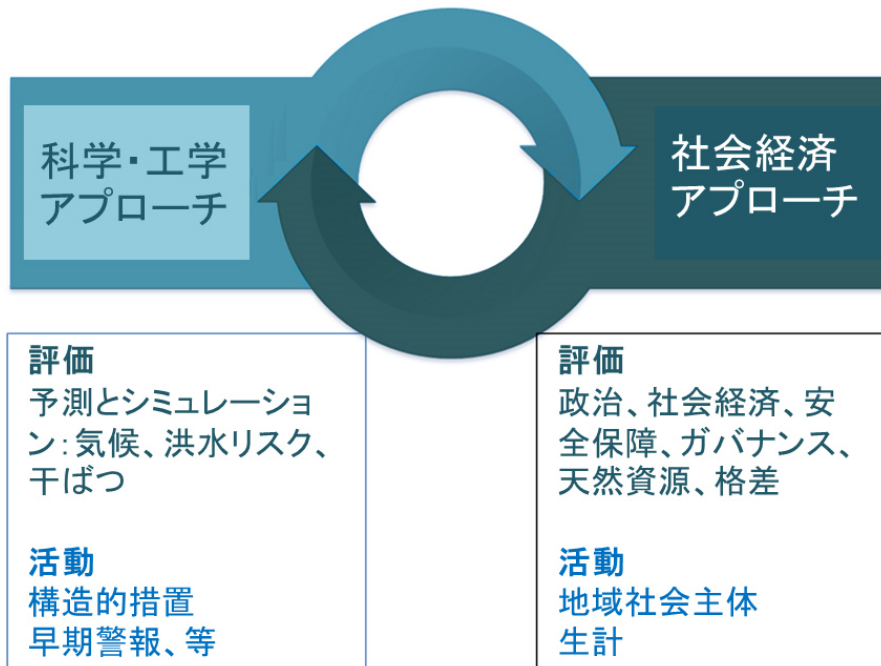 科学・工学
アプローチ
社会経済
アプローチ
評価
予測とシミュレーショ
ン：気候、洪水リスク、
干ばつ
活動
構造的措置
早期警報、等
評価
政治、社会経済、安
全保障、ガバナンス、
天然資源、格差
活動
地域社会主体
生計